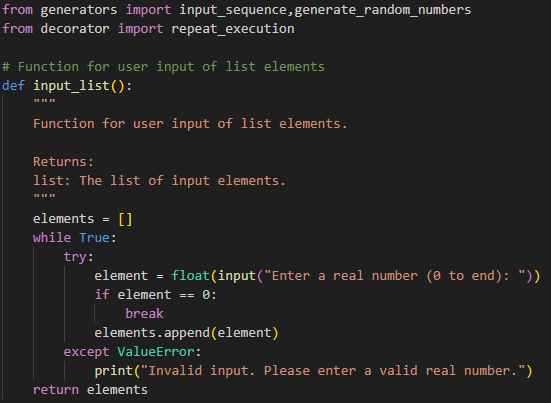 from generators import input_sequence,generate_random_numbers
from decorator import repeat_execution

# Function for user input of list elements
def input_list():
    """
    Function for user input of list elements.

    Returns:
    list: The list of input elements.
    """
    elements = []
    while True:
        try:
            element = float(input("Enter a real number (0 to end): "))
            if element == 0:
                break
            elements.append(element)
        except ValueError:
            print("Invalid input. Please enter a valid real number.")
    return elements